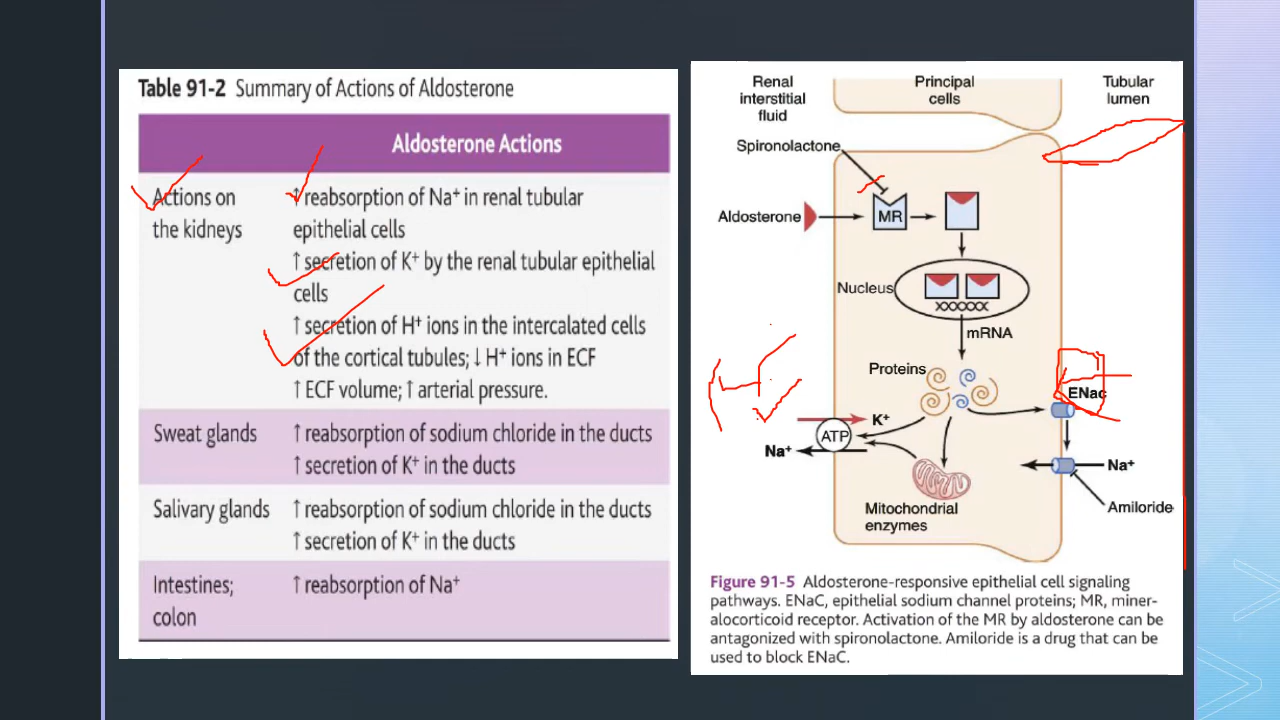 Table 91-2 Summary of Actions of Aldosterone
Aldosterone Actions
Actions on
the kidneys
↑ reabsorption of Na⁺ in renal tubular
epithelial cells
↑ secretion of K⁺ by the renal tubular epithelial
cells
↑ secretion of H⁺ ions in the intercalated cells
of the cortical tubules; ↓ H⁺ ions in ECF
↑ ECF volume; ↑ arterial pressure.
Sweat glands
↑ reabsorption of sodium chloride in the ducts
↑ secretion of K⁺ in the ducts
Salivary glands
↑ reabsorption of sodium chloride in the ducts
↑ secretion of K⁺ in the ducts
Intestines;
colon
↑ reabsorption of Na⁺
Renal
interstitial
fluid
Principal
cells
Tubular
lumen
Spironolactone
Aldosterone
MR
Nucleus
mRNA
Proteins
ENac
K⁺
ATP
Na⁺
Na⁺
Mitochondrial
enzymes
Amiloride
Figure 91-5 Aldosterone-responsive epithelial cell signaling
pathways. ENaC, epithelial sodium channel proteins; MR, miner-
alocorticoid receptor. Activation of the MR by aldosterone can be
antagonized with spironolactone. Amiloride is a drug that can be
used to block ENaC.